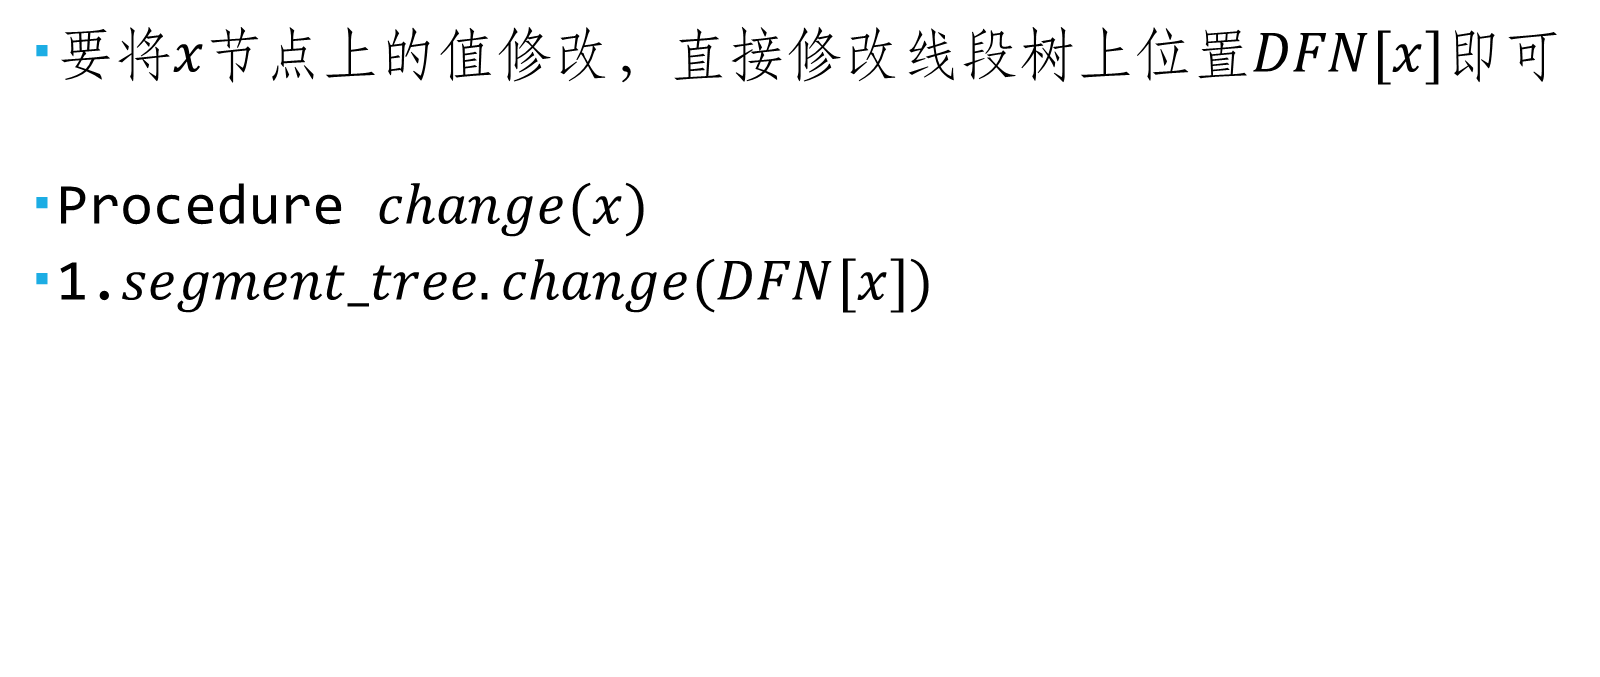 ▪要将x节点上的值修改，直接修改线段树上位置DFN[x]即可
▪Procedure change(x)
▪1.segment_tree.change(DFN[x])